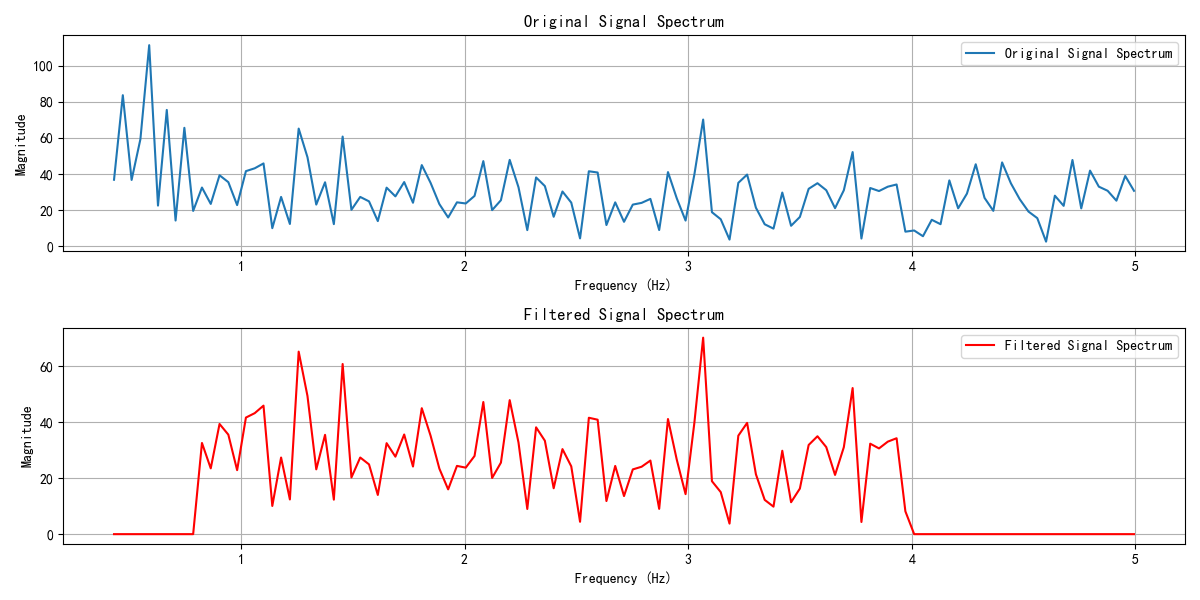 Original Signal Spectrum
Original Signal Spectrum
Magnitude
100
80
60
40
20
0
1 2 3 4 5
Frequency (Hz)
Filtered Signal Spectrum
Filtered Signal Spectrum
Magnitude
60
40
20
0
1 2 3 4 5
Frequency (Hz)